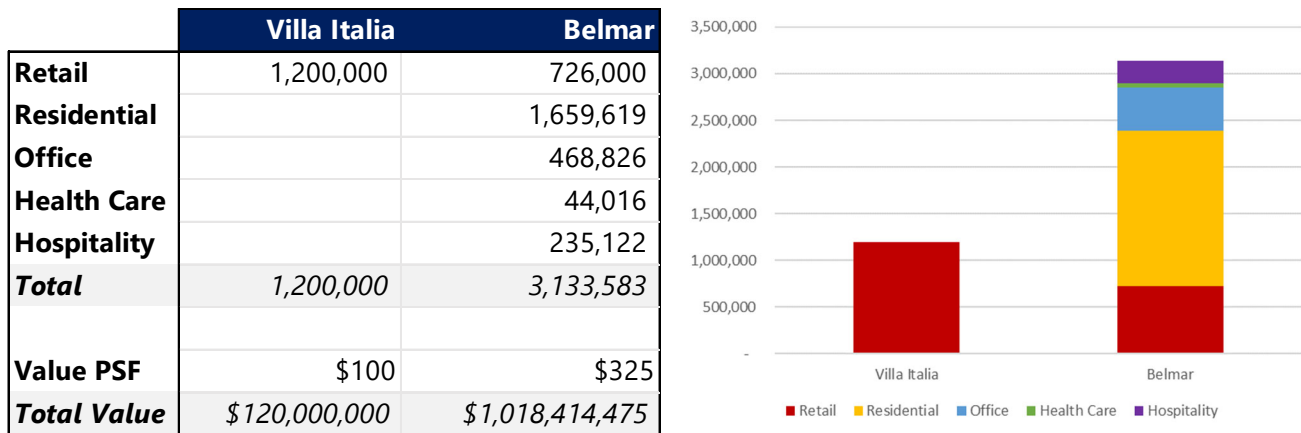 Villa Italia Belmar
Retail 1,200,000 726,000
Residential 1,659,619
Office 468,826
Health Care 44,016
Hospitality 235,122
Total 1,200,000 3,133,583
Value PSF $100 $325
Total Value $120,000,000 $1,018,414,475
3,500,000
3,000,000
2,500,000
2,000,000
1,500,000
1,000,000
500,000
-
Villa Italia Belmar
Retail Residential Office Health Care Hospitality